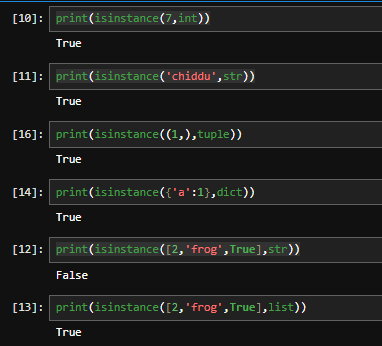 [10]: print(isinstance(7,int))
True
[11]: print(isinstance('chiddu',str))
True
[16]: print(isinstance((1,),tuple))
True
[14]: print(isinstance({'a':1},dict))
True
[12]: print(isinstance([2,'frog',True],str))
False
[13]: print(isinstance([2,'frog',True],list))
True